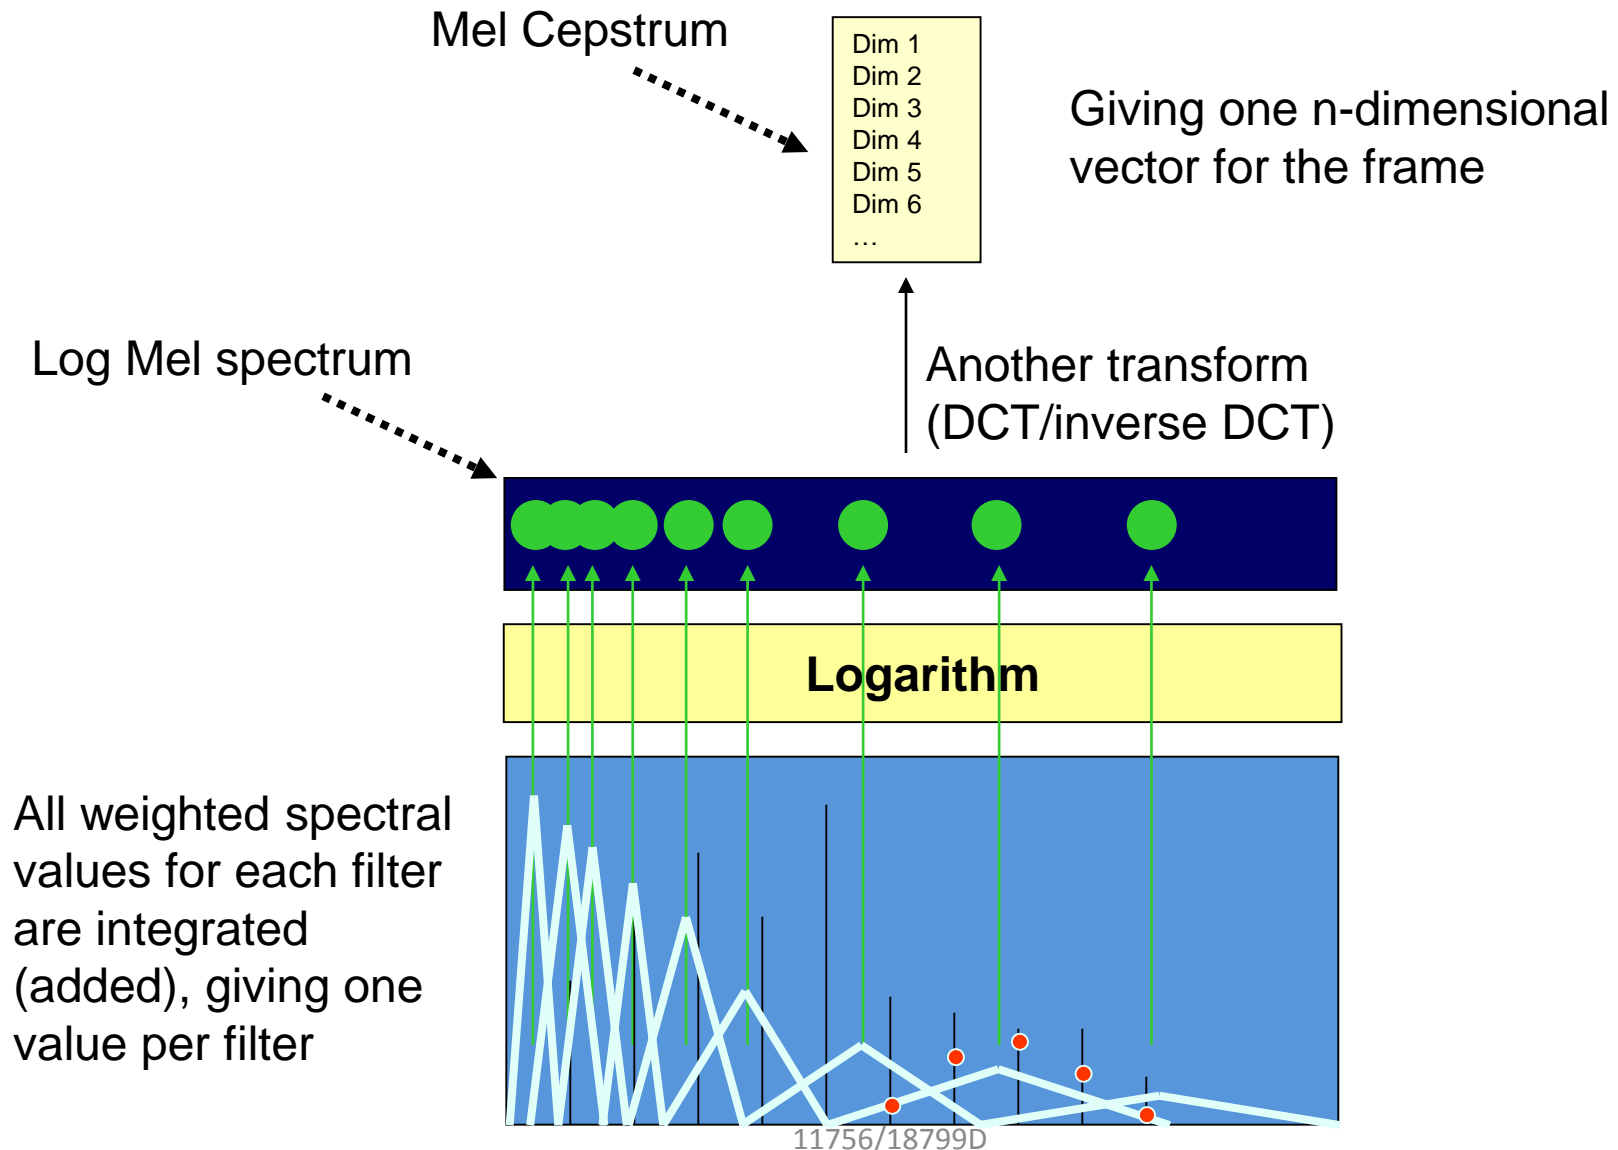 Mel Cepstrum
Dim 1
Dim 2
Dim 3
Dim 4
Dim 5
Dim 6
…
Giving one n-dimensional
vector for the frame
Log Mel spectrum
Another transform
(DCT/inverse DCT)
Logarithm
All weighted spectral
values for each filter
are integrated
(added), giving one
value per filter
11756/18799D